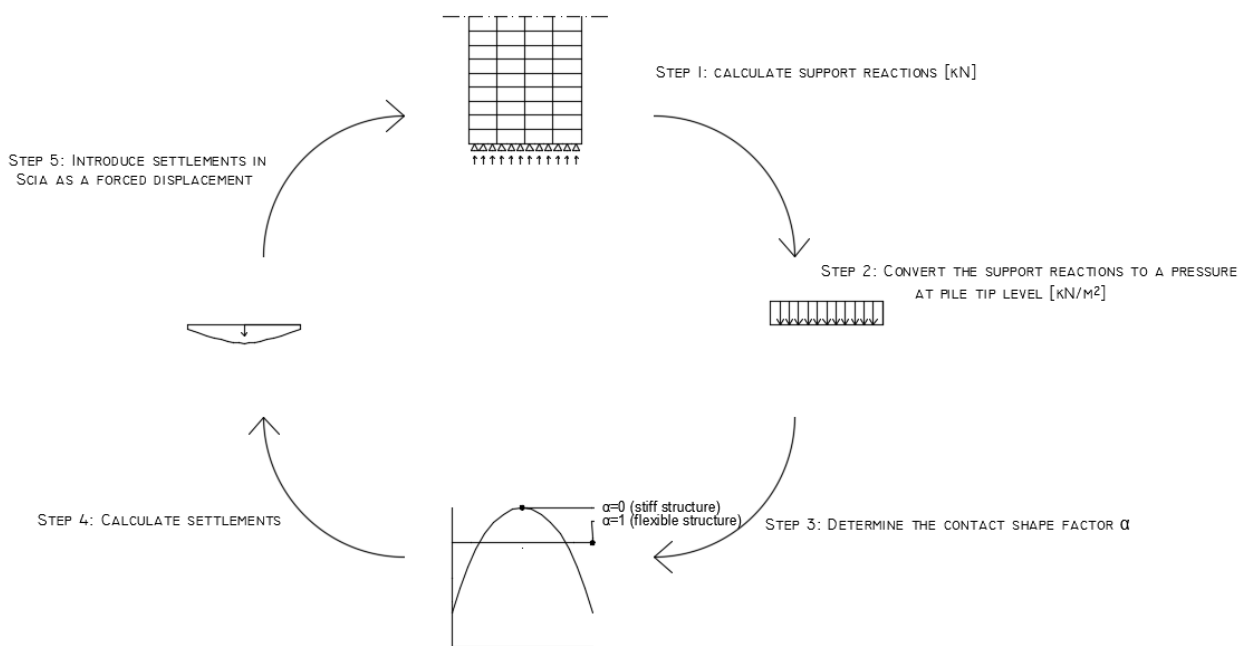 STEP 1: CALCULATE SUPPORT REACTIONS [KN]
STEP 2: CONVERT THE SUPPORT REACTIONS TO A PRESSURE
AT PILE TIP LEVEL [KN/M²]
STEP 3: DETERMINE THE CONTACT SHAPE FACTOR α
α=0 (stiff structure)
α=1 (flexible structure)
STEP 4: CALCULATE SETTLEMENTS
STEP 5: INTRODUCE SETTLEMENTS IN
SCIA AS A FORCED DISPLACEMENT